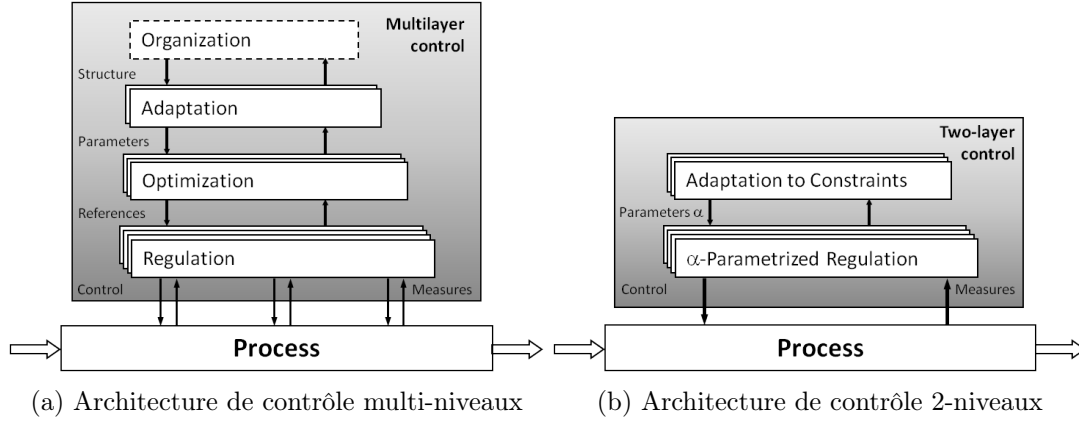 Multilayer
control
Organization
Structure
Adaptation
Parameters
Optimization
References
Regulation
Control
Measures
Process
(a) Architecture de contrôle multi-niveaux
Two-layer
control
Adaptation to Constraints
Parameters α
α-Parametrized Regulation
Control
Measures
Process
(b) Architecture de contrôle 2-niveaux